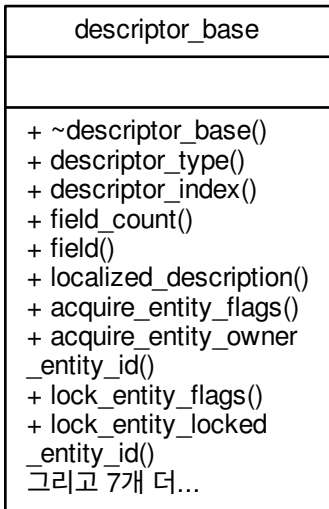 descriptor_base
+ ~descriptor_base()
+ descriptor_type()
+ descriptor_index()
+ field_count()
+ field()
+ localized_description()
+ acquire_entity_flags()
+ acquire_entity_owner
_entity_id()
+ lock_entity_flags()
+ lock_entity_locked
_entity_id()
그리고 7개 더...